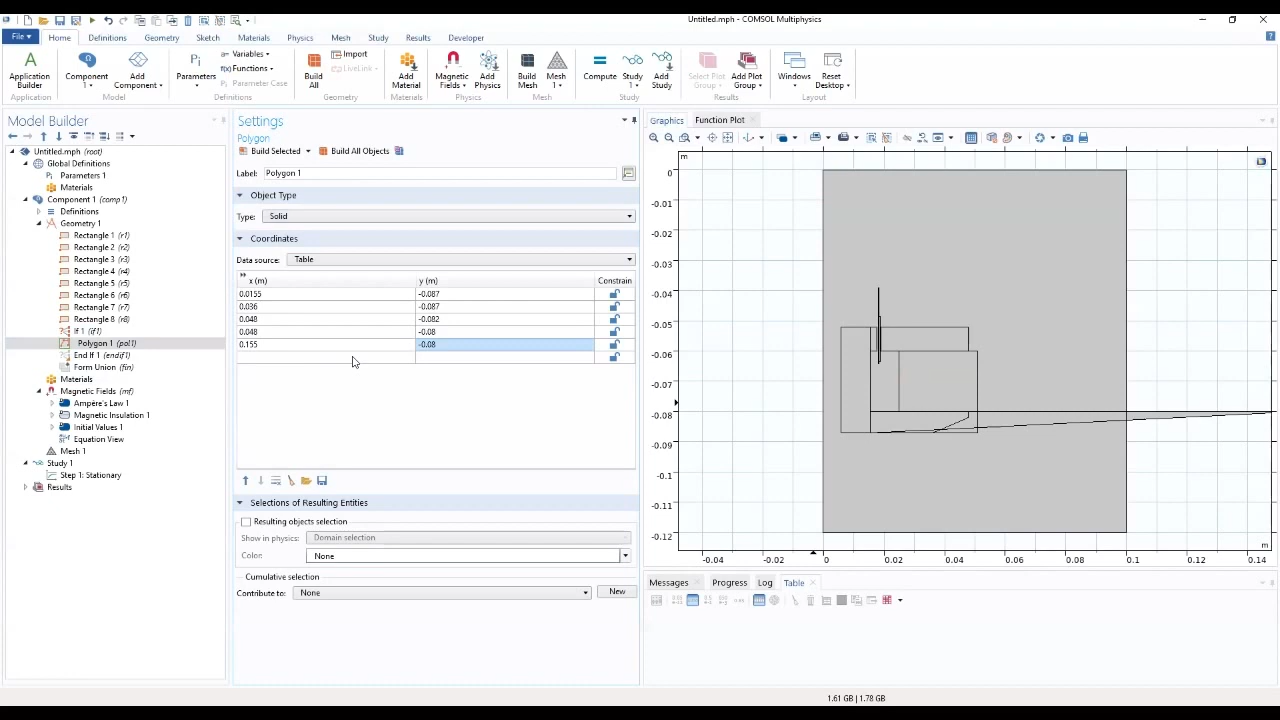 Untitled.mph - COMSOL Multiphysics
File
Home
Definitions
Geometry
Sketch
Materials
Physics
Mesh
Study
Results
Developer
Application Builder
Component 1
Add Component
Parameters
Variables
Functions
Parameter Case
Build All
Import
LiveLink
Add Material
Magnetic Fields
Add Physics
Build Mesh
Mesh 1
Compute
Study 1
Add Study
Select Plot Group
Add Plot Group
Windows
Reset Desktop
Application
Model
Definitions
Geometry
Materials
Physics
Mesh
Study
Results
Layout
Model Builder
Untitled.mph (root)
Global Definitions
Parameters 1
Materials
Component 1 (comp1)
Definitions
Geometry 1
Rectangle 1 (r1)
Rectangle 2 (r2)
Rectangle 3 (r3)
Rectangle 4 (r4)
Rectangle 5 (r5)
Rectangle 6 (r6)
Rectangle 7 (r7)
Rectangle 8 (r8)
If 1 (if1)
Polygon 1 (pol1)
End If 1 (endif1)
Form Union (fin)
Materials
Magnetic Fields (mf)
Ampère's Law 1
Magnetic Insulation 1
Initial Values 1
Equation View
Mesh 1
Study 1
Step 1: Stationary
Results
Settings
Polygon
Build Selected
Build All Objects
Label: Polygon 1
Object Type
Type: Solid
Coordinates
Data source: Table
x (m) y (m) Constrain
0.0155 -0.087
0.036 -0.087
0.048 -0.082
0.048 -0.08
0.155 -0.08
Selections of Resulting Entities
Resulting objects selection
Show in physics: Domain selection
Color: None
Cumulative selection
Contribute to: None New
Graphics
Function Plot
m
0
-0.01
-0.02
-0.03
-0.04
-0.05
-0.06
-0.07
-0.08
-0.09
-0.1
-0.11
-0.12
m
-0.04 -0.02 0 0.02 0.04 0.06 0.08 0.1 0.12 0.14
Messages
Progress
Log
Table
1.61 GB | 1.78 GB